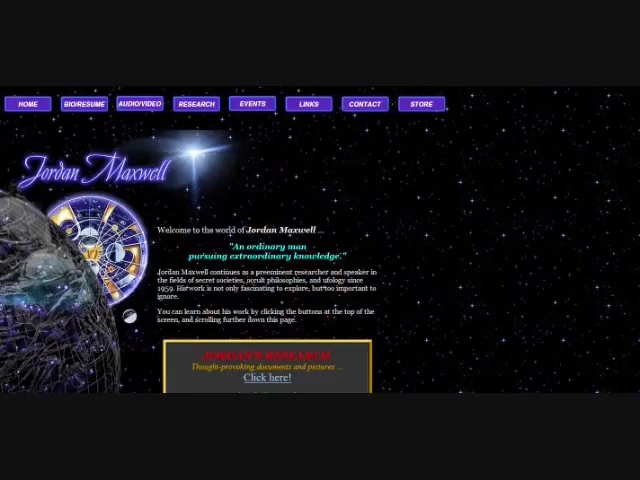 HOME BIO/RESUME AUDIO/VIDEO RESEARCH EVENTS LINKS CONTACT STORE
Jordan Maxwell
Welcome to the world of Jordan Maxwell ...
"An ordinary man
pursuing extraordinary knowledge."
Jordan Maxwell continues as a preeminent researcher and speaker in
the fields of secret societies, occult philosophies, and ufology since
1959. His work is not only fascinating to explore, but too important to
ignore.
You can learn about his work by clicking the buttons at the top of the
screen, and scrolling further down this page.
JORDAN'S RESEARCH
Thought-provoking documents and pictures ...
Click here!